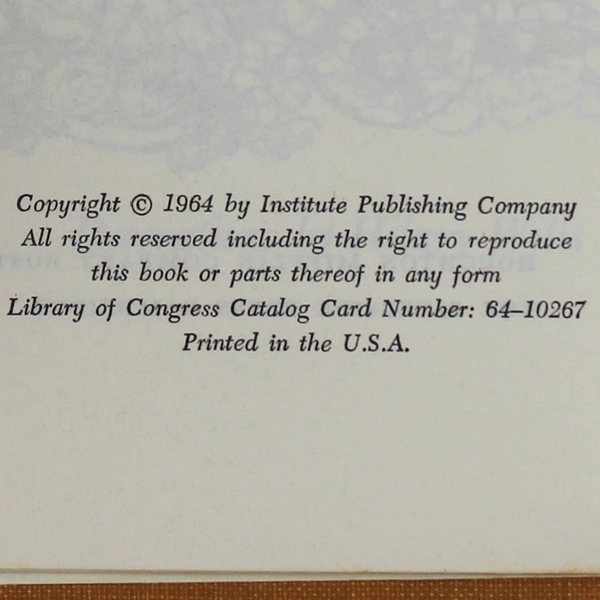 Copyright © 1964 by Institute Publishing Company
All rights reserved including the right to reproduce
this book or parts thereof in any form
Library of Congress Catalog Card Number: 64–10267
Printed in the U.S.A.